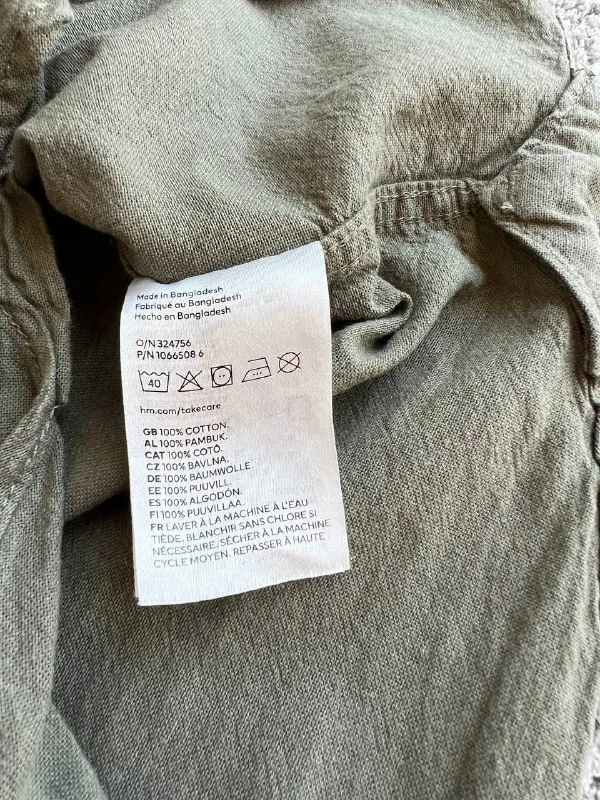 Made in Bangladesh
Fabriqué au Bangladesh
Hecho en Bangladesh
O/N 324756
P/N 1066508 6
40
hm.com/takecare
GB 100% COTTON.
AL 100% PAMBUK.
CAT 100% COTÓ.
CZ 100% BAVLNA.
DE 100% BAUMWOLLE
EE 100% PUUVILL.
ES 100% ALGODÓN.
FI 100% PUUVILLAA.
FR LAVER À LA MACHINE À L'EAU
TIÈDE, BLANCHIR SANS CHLORE SI
NÉCESSAIRE, SÉCHER À LA MACHINE
CYCLE MOYEN, REPASSER À HAUTE